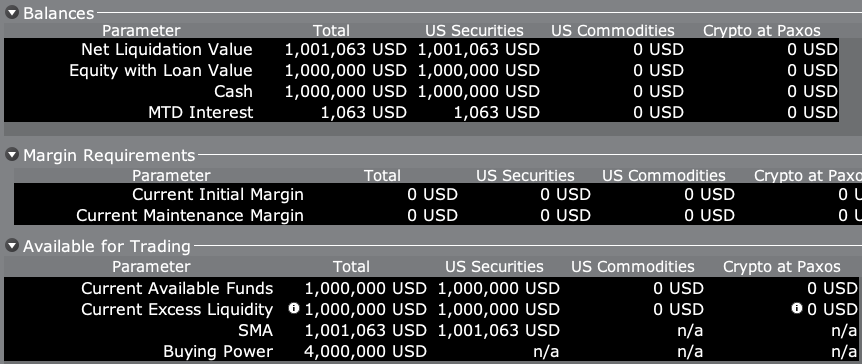 Balances
Parameter Total US Securities US Commodities Crypto at Paxos
Net Liquidation Value 1,001,063 USD 1,001,063 USD 0 USD 0 USD
Equity with Loan Value 1,000,000 USD 1,000,000 USD 0 USD 0 USD
Cash 1,000,000 USD 1,000,000 USD 0 USD 0 USD
MTD Interest 1,063 USD 1,063 USD 0 USD 0 USD
Margin Requirements
Parameter Total US Securities US Commodities Crypto at Paxo
Current Initial Margin 0 USD 0 USD 0 USD 0 U
Current Maintenance Margin 0 USD 0 USD 0 USD 0 U
Available for Trading
Parameter Total US Securities US Commodities Crypto at Paxos
Current Available Funds 1,000,000 USD 1,000,000 USD 0 USD 0 USD
Current Excess Liquidity i 1,000,000 USD 1,000,000 USD 0 USD i 0 USD
SMA 1,001,063 USD 1,001,063 USD n/a n/a
Buying Power 4,000,000 USD n/a n/a n/a